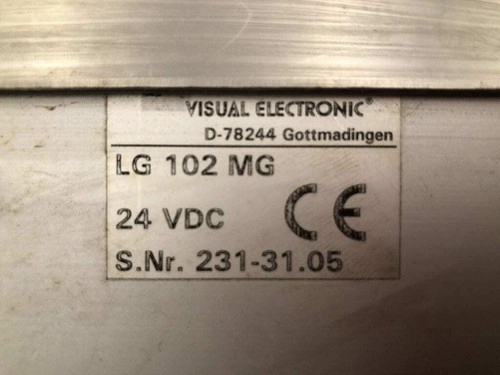 VISUAL ELECTRONIC®
D-78244 Gottmadingen
LG 102 MG
24 VDC CE
S.Nr. 231-31.05